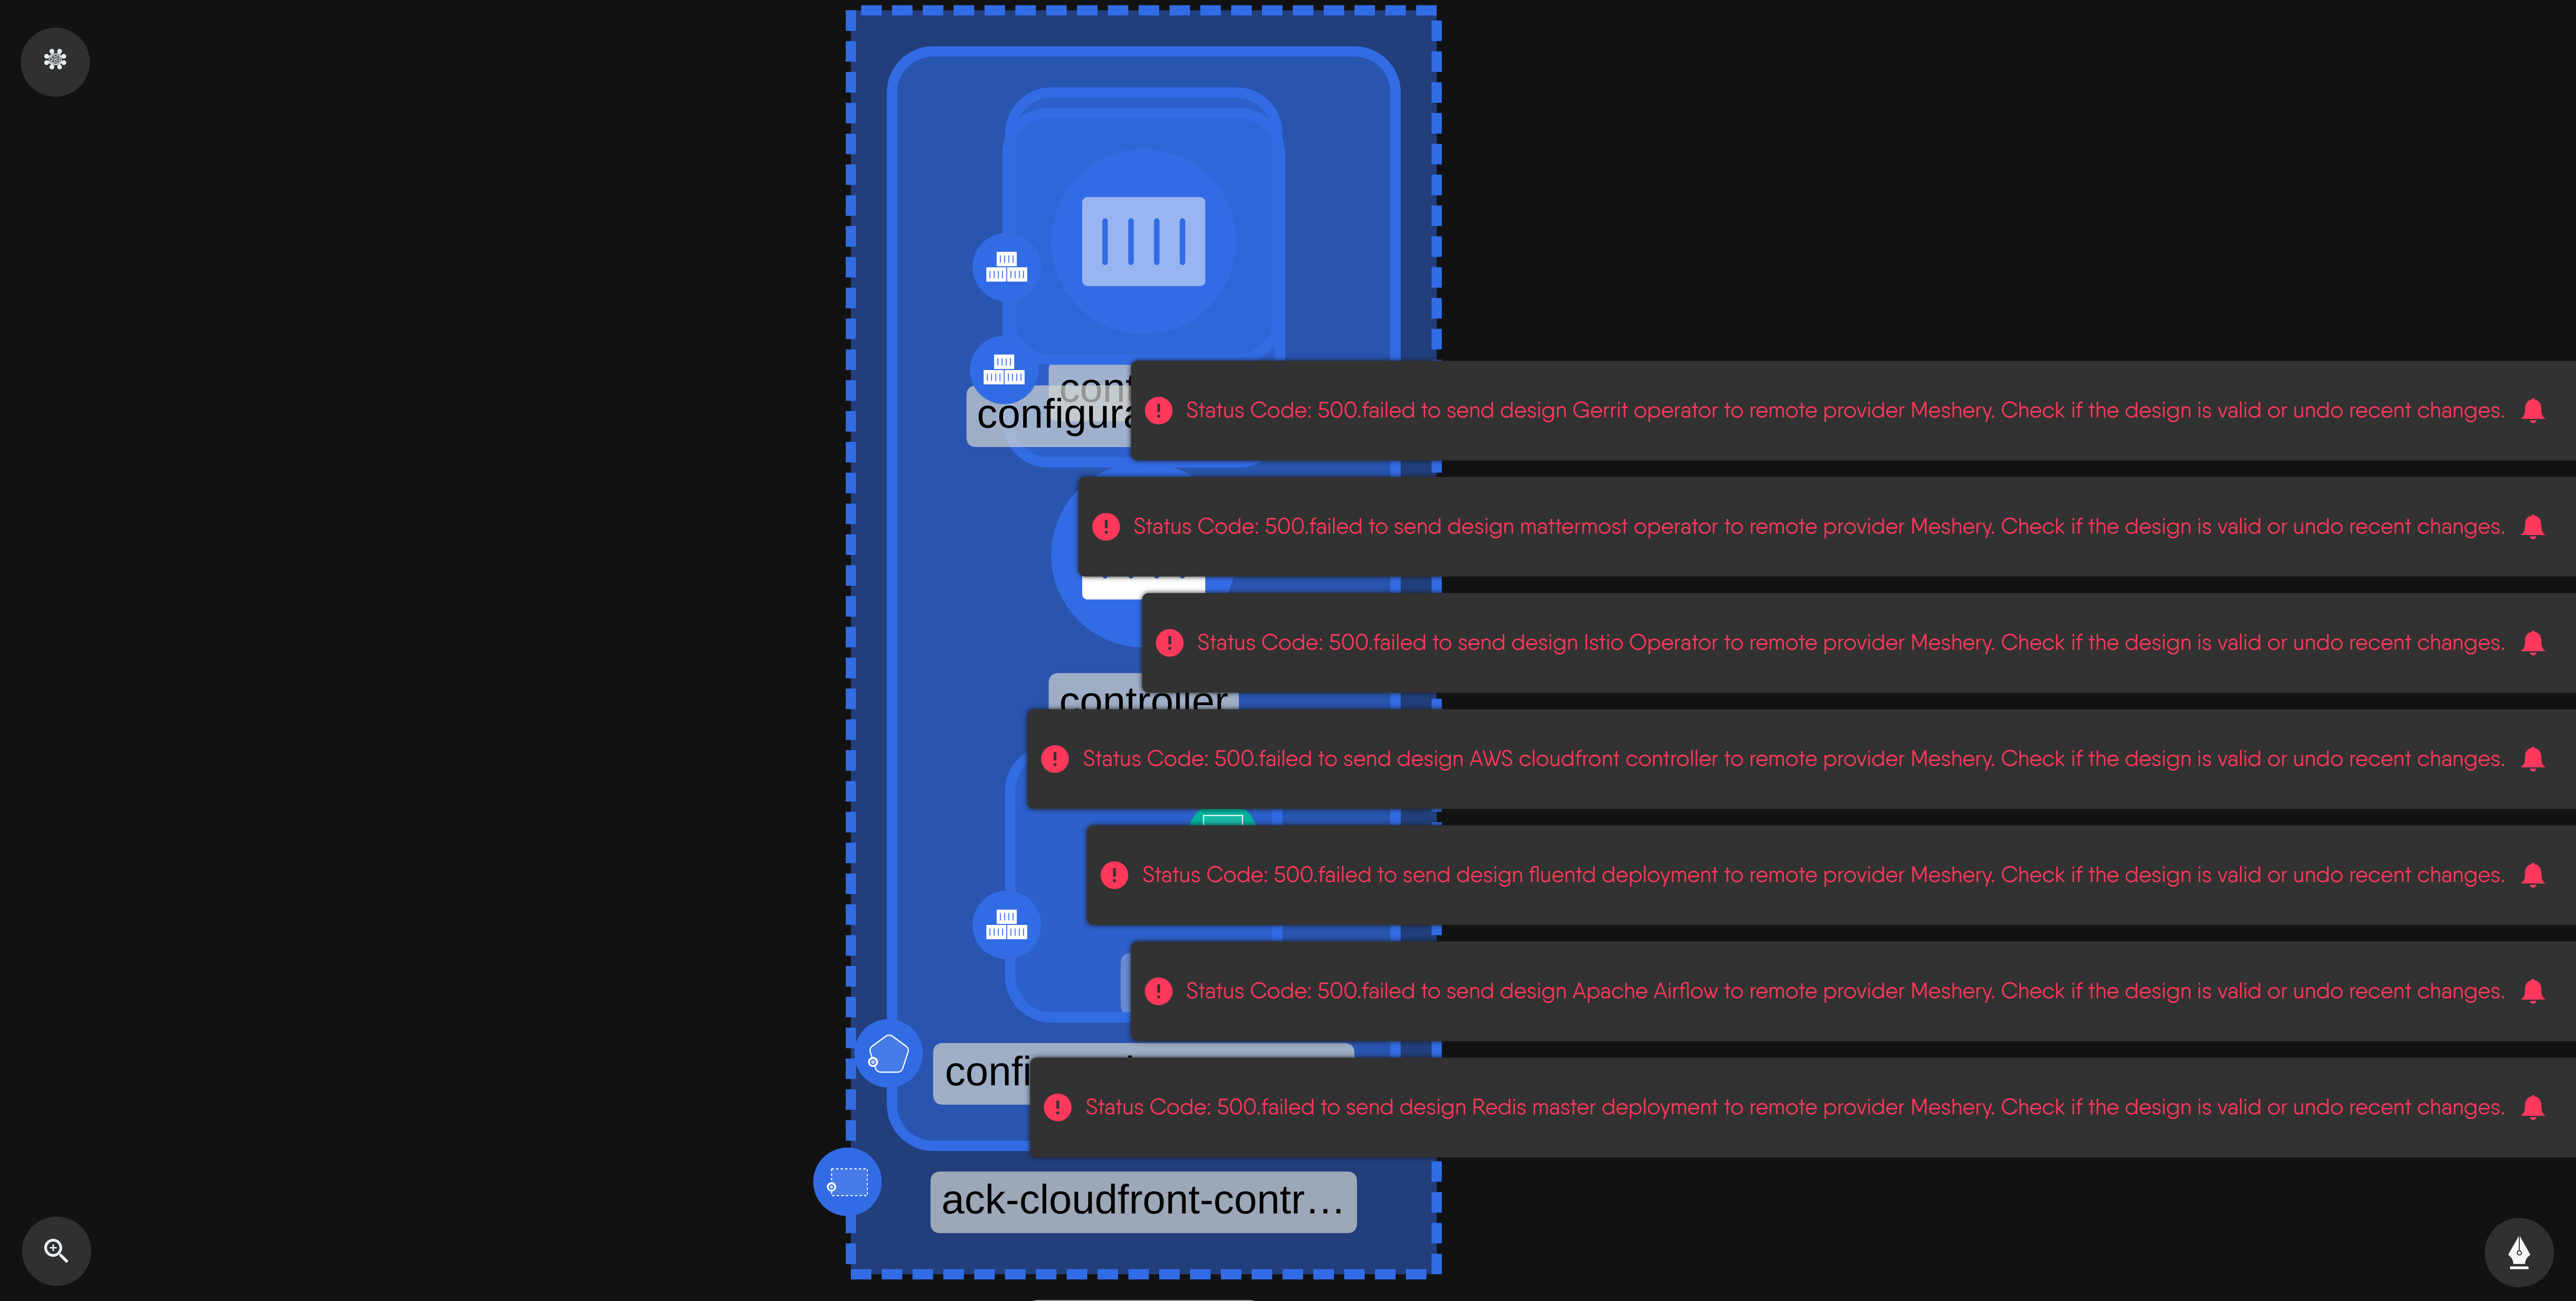 Status Code: 500.failed to send design Gerrit operator to remote provider Meshery. Check if the design is valid or undo recent changes.
Status Code: 500.failed to send design mattermost operator to remote provider Meshery. Check if the design is valid or undo recent changes.
Status Code: 500.failed to send design Istio Operator to remote provider Meshery. Check if the design is valid or undo recent changes.
controller
Status Code: 500.failed to send design AWS cloudfront controller to remote provider Meshery. Check if the design is valid or undo recent changes.
Status Code: 500.failed to send design fluentd deployment to remote provider Meshery. Check if the design is valid or undo recent changes.
Status Code: 500.failed to send design Apache Airflow to remote provider Meshery. Check if the design is valid or undo recent changes.
Status Code: 500.failed to send design Redis master deployment to remote provider Meshery. Check if the design is valid or undo recent changes.
ack-cloudfront-contr…